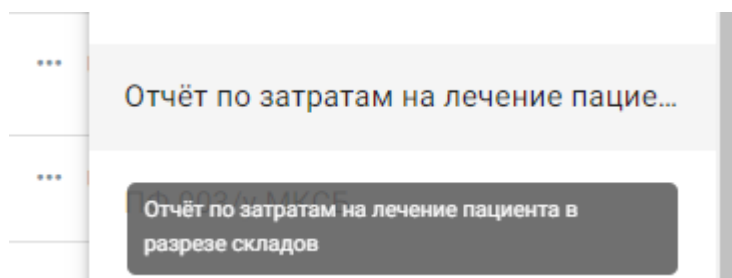 Отчёт по затратам на лечение пацие...
Отчёт по затратам на лечение пациента в
разрезе складов